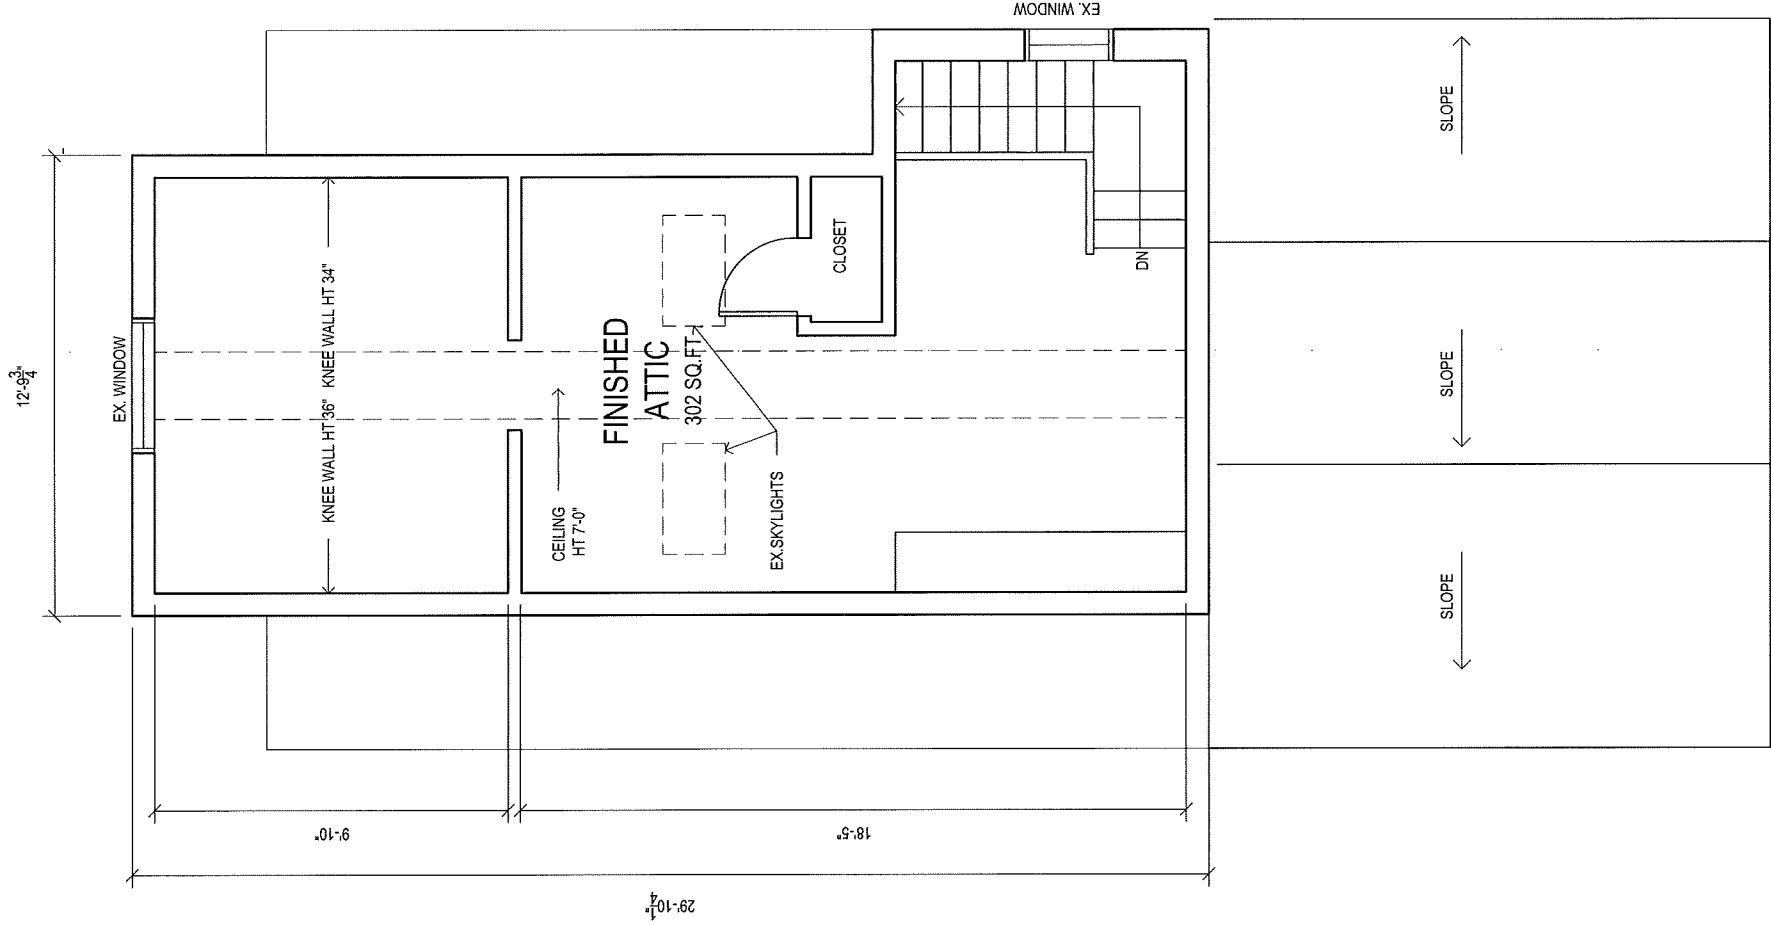 EX. WINDOW
12'-9 3/4"
EX. WINDOW
KNEE WALL HT 36"
KNEE WALL HT 34"
FINISHED
ATTIC
302 SQ.FT.
CEILING
HT 7'-0"
CLOSET
EX.SKYLIGHTS
DN
SLOPE
SLOPE
SLOPE
9'-10"
18'-5"
29'-10 1/4"